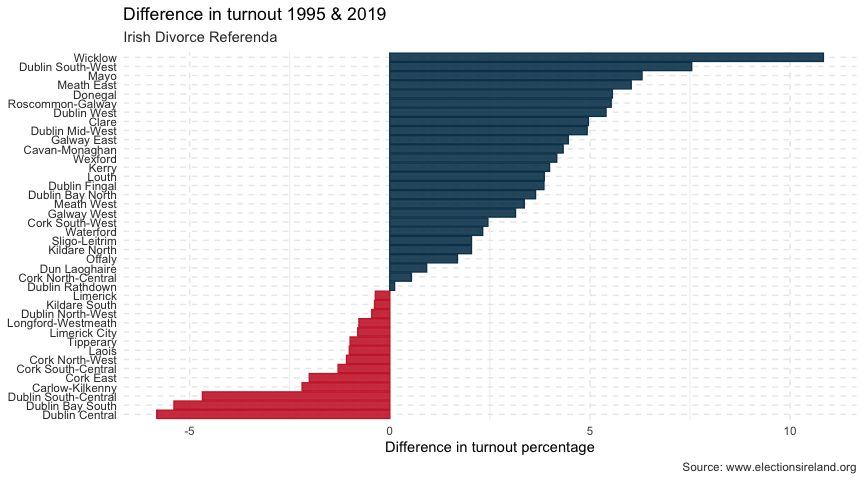 Difference in turnout 1995 & 2019
Irish Divorce Referenda
Wicklow
Dublin South-West
Mayo
Meath East
Donegal
Roscommon-Galway
Dublin West
Clare
Dublin Mid-West
Galway East
Cavan-Monaghan
Wexford
Kerry
Louth
Dublin Fingal
Dublin Bay North
Meath West
Galway West
Cork South-West
Waterford
Sligo-Leitrim
Kildare North
Offaly
Dun Laoghaire
Cork North-Central
Dublin Rathdown
Limerick
Kildare South
Dublin North-West
Longford-Westmeath
Limerick City
Tipperary
Laois
Cork North-West
Cork South-Central
Cork East
Carlow-Kilkenny
Dublin South-Central
Dublin Bay South
Dublin Central
-5 0 5 10
Difference in turnout percentage
Source: www.electionsireland.org